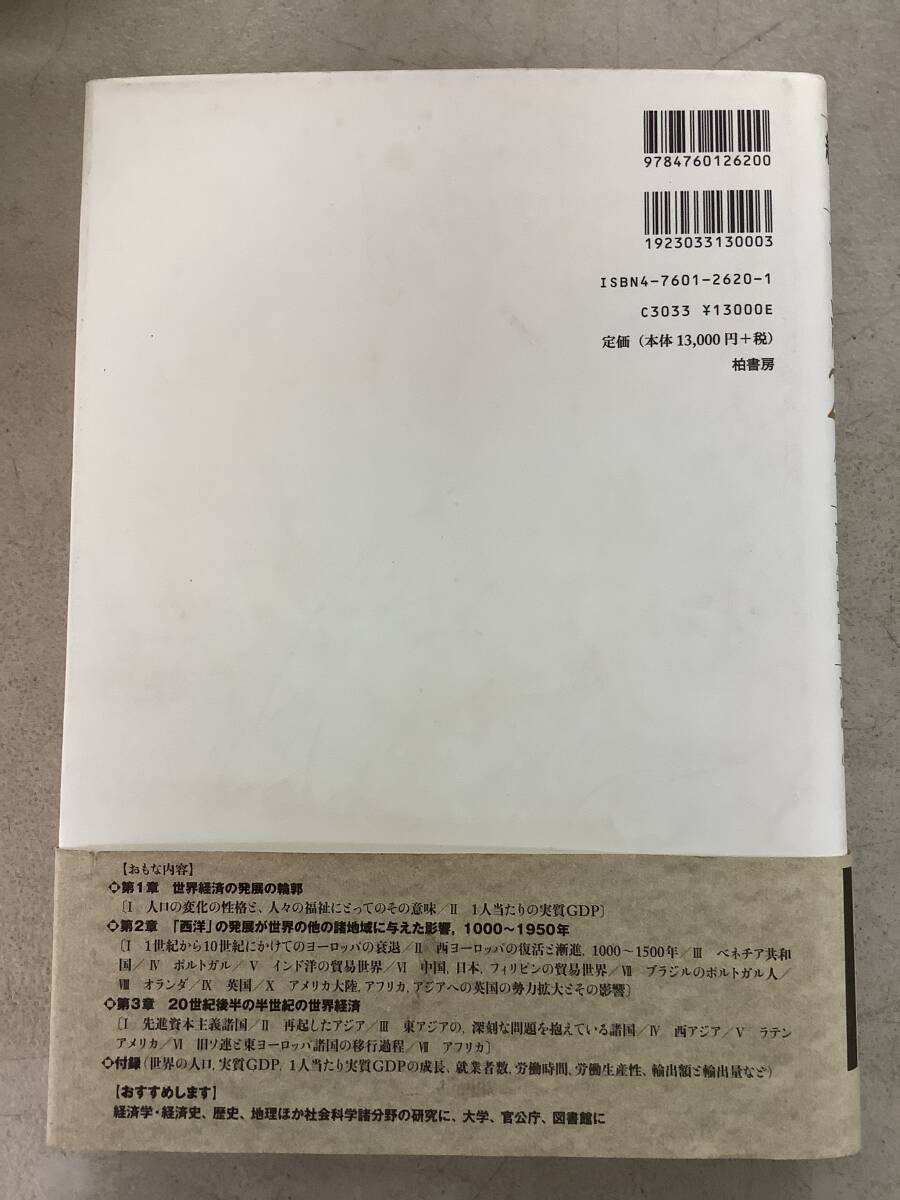 9784760126200
1923033130003
ISBN4-7601-2620-1
C3033 ¥13000E
定価（本体13,000円＋税）
柏書房
【おもな内容】
◆第1章 世界経済の発展の輪郭
〔Ⅰ 人口の変化の性格と、人々の福祉にとってのその意味／Ⅱ 1人当たりの実質GDP〕
◆第2章 「西洋」の発展が世界の他の諸地域に与えた影響，1000〜1950年
〔Ⅰ 1世紀から10世紀にかけてのヨーロッパの衰退／Ⅱ 西ヨーロッパの復活と漸進，1000〜1500年／Ⅲ ベネチア共和
国／Ⅳ ポルトガル／Ⅴ インド洋の貿易世界／Ⅵ 中国，日本，フィリピンの貿易世界／Ⅶ ブラジルのポルトガル人／
Ⅷ オランダ／Ⅸ 英国／Ⅹ アメリカ大陸，アフリカ，アジアへの英国の勢力拡大とその影響〕
◆第3章 20世紀後半の半世紀の世界経済
〔Ⅰ 先進資本主義諸国／Ⅱ 再起したアジア／Ⅲ 東アジアの，深刻な問題を抱えている諸国／Ⅳ 西アジア／Ⅴ ラテン
アメリカ／Ⅵ 旧ソ連と東ヨーロッパ諸国の移行過程／Ⅶ アフリカ〕
◆付録（世界の人口，実質GDP，1人当たり実質GDPの成長、就業者数，労働時間，労働生産性、輸出額と輸出量など）
【おすすめします】
経済学・経済史、歴史、地理ほか社会科学諸分野の研究に、大学、官公庁、図書館に